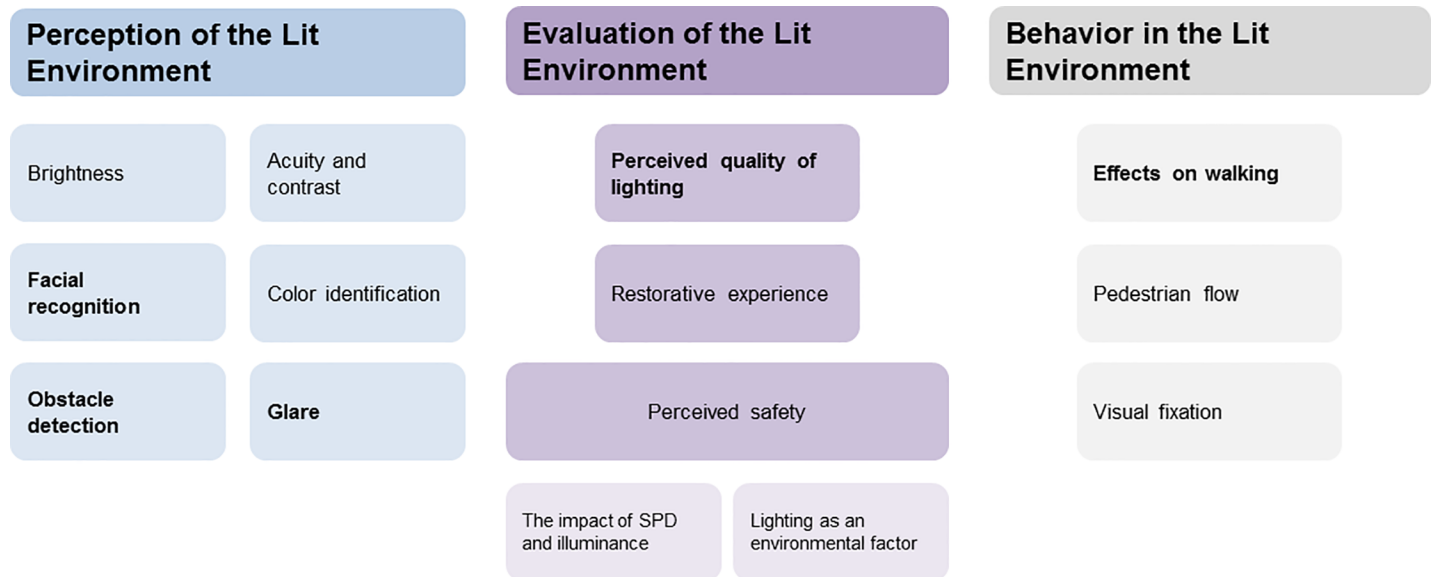 Perception of the Lit
Environment
Evaluation of the Lit
Environment
Behavior in the Lit
Environment
Brightness
Acuity and
contrast
Facial
recognition
Color identification
Obstacle
detection
Glare
Perceived quality of
lighting
Restorative experience
Perceived safety
The impact of SPD
and illuminance
Lighting as an
environmental factor
Effects on walking
Pedestrian flow
Visual fixation